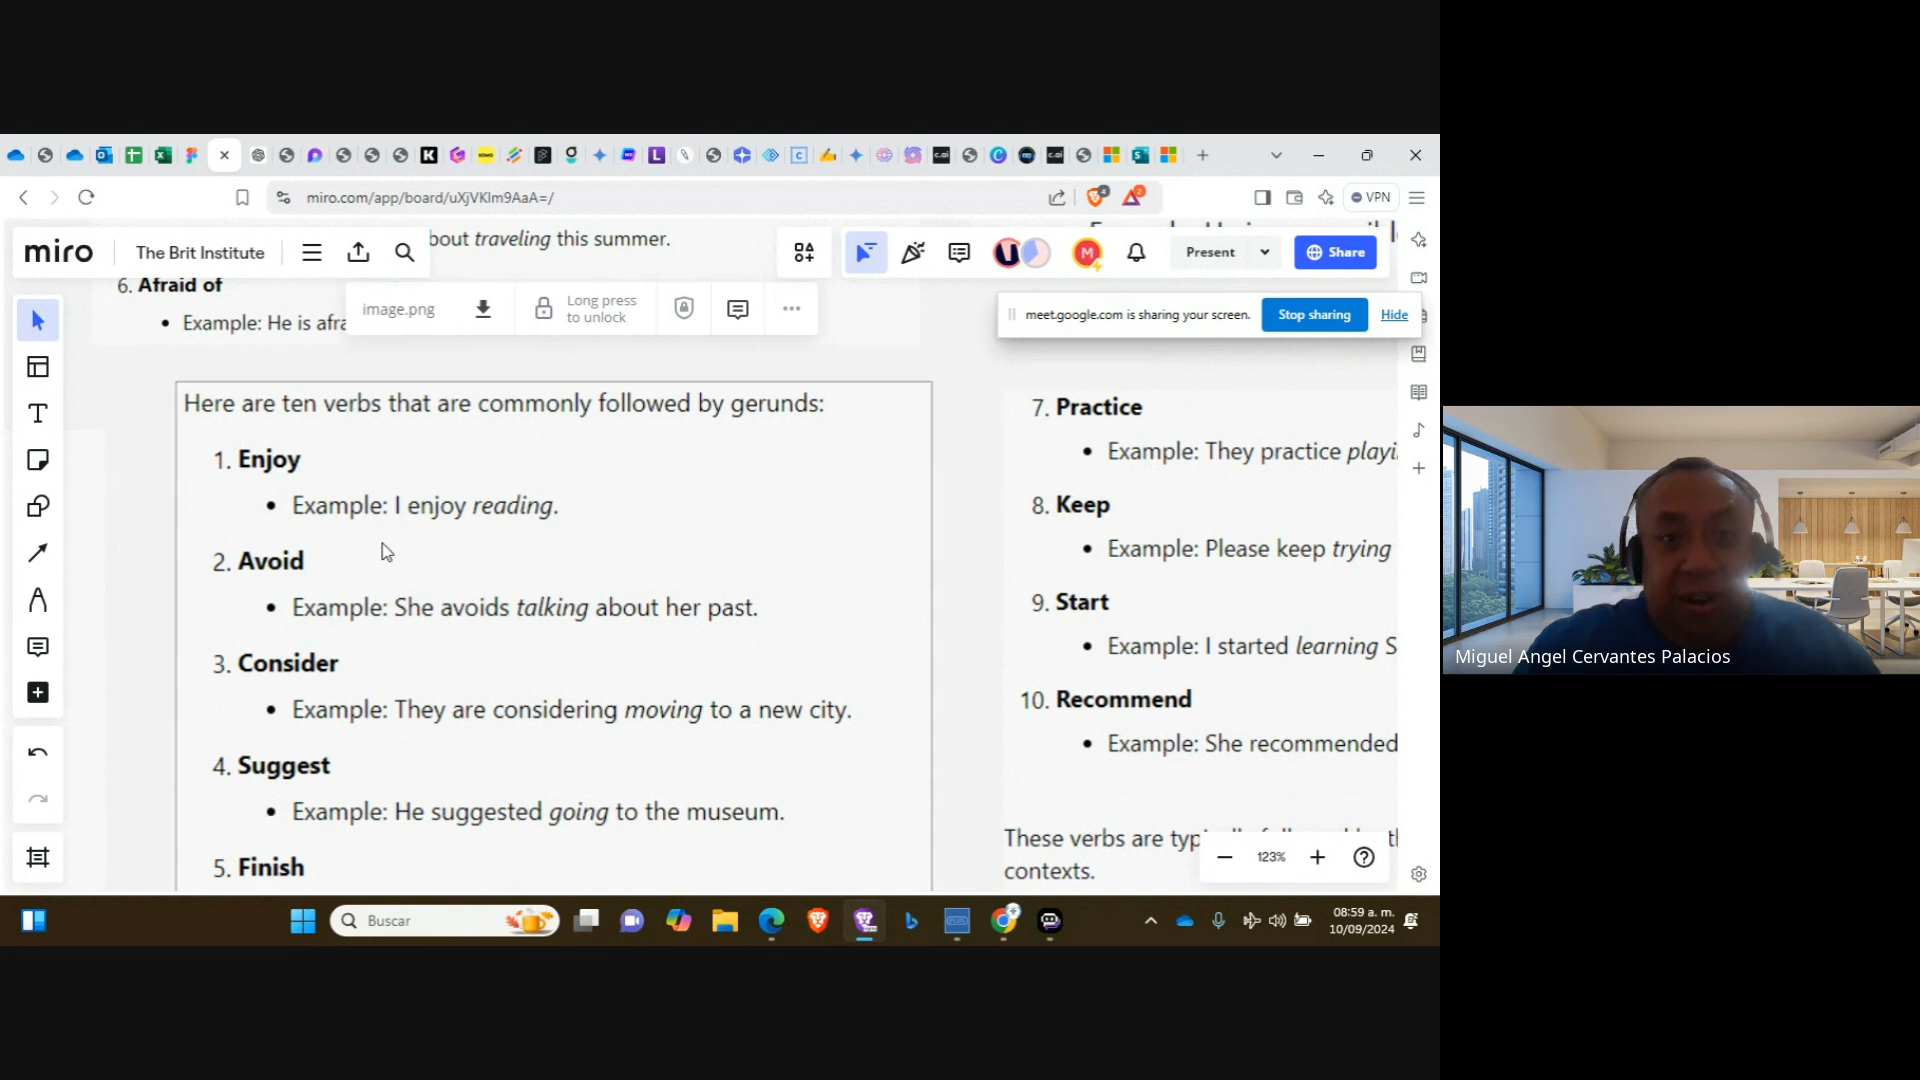 miro.com/app/board/uXjVKlm9AaA=/
VPN
miro
The Brit Institute
bout traveling this summer.
M
Present
Share
6. Afraid of
• Example: He is afra
image.png
Long press
to unlock
meet.google.com is sharing your screen.
Stop sharing
Hide
Here are ten verbs that are commonly followed by gerunds:
1. Enjoy
• Example: I enjoy reading.
2. Avoid
• Example: She avoids talking about her past.
3. Consider
• Example: They are considering moving to a new city.
4. Suggest
• Example: He suggested going to the museum.
5. Finish
7. Practice
• Example: They practice playi
8. Keep
• Example: Please keep trying
9. Start
• Example: I started learning S
10. Recommend
• Example: She recommended
These verbs are typ
contexts.
123%
Buscar
08:59 a. m.
10/09/2024
Miguel Angel Cervantes Palacios